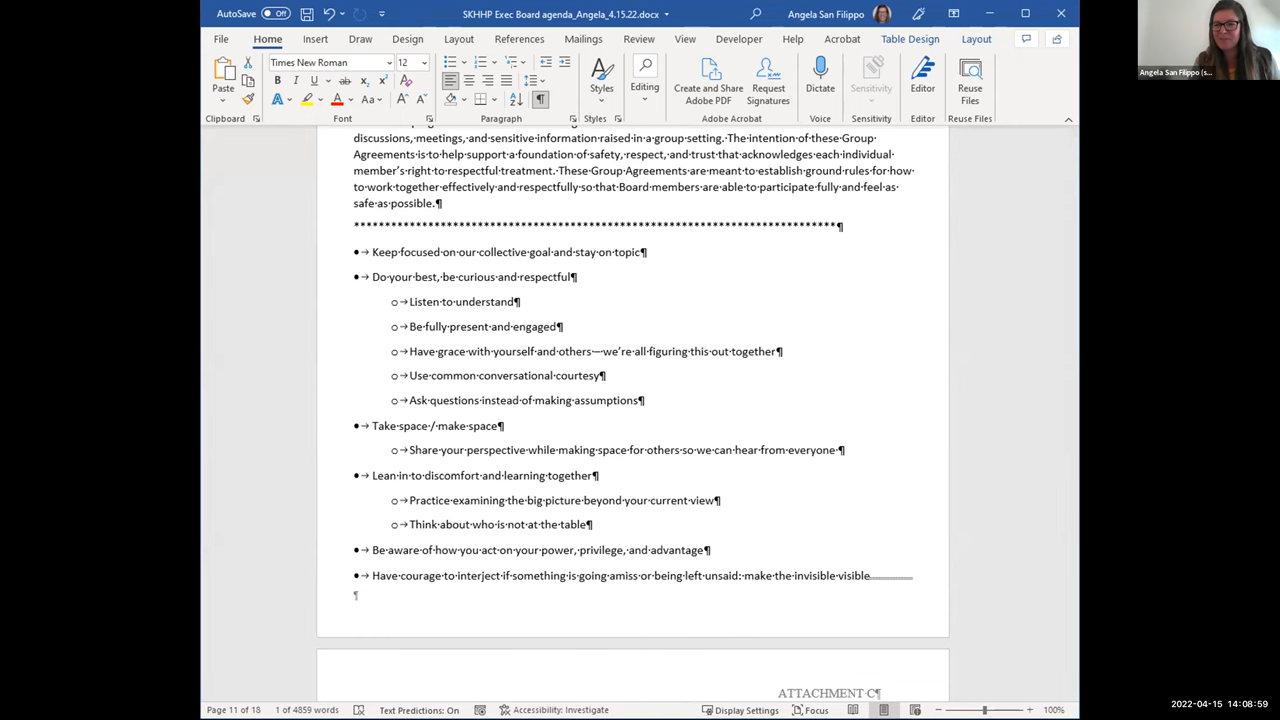 AutoSave Off SKHHP Exec Board agenda_Angela_4.15.22.docx Angela San Filippo
File Home Insert Draw Design Layout References Mailings Review View Developer Help Acrobat Table Design Layout
Times New Roman 12
Paste Styles Editing Create and Share Adobe PDF Request Signatures Dictate Sensitivity Editor Reuse Files
Clipboard Font Paragraph Styles Adobe Acrobat Voice Sensitivity Editor Reuse Files
Angela San Filippo (s...
discussions, meetings, and sensitive information raised in a group setting. The intention of these Group
Agreements is to help support a foundation of safety, respect, and trust that acknowledges each individual
member's right to respectful treatment. These Group Agreements are meant to establish ground rules for how
to work together effectively and respectfully so that Board members are able to participate fully and feel as
safe as possible.¶
******************************************************************************¶
• Keep focused on our collective goal and stay on topic¶
• Do your best, be curious and respectful¶
o Listen to understand¶
o Be fully present and engaged¶
o Have grace with yourself and others – we're all figuring this out together¶
o Use common conversational courtesy¶
o Ask questions instead of making assumptions¶
• Take space / make space¶
o Share your perspective while making space for others so we can hear from everyone ¶
• Lean in to discomfort and learning together¶
o Practice examining the big picture beyond your current view¶
o Think about who is not at the table¶
• Be aware of how you act on your power, privilege, and advantage¶
• Have courage to interject if something is going amiss or being left unsaid: make the invisible visible
¶
ATTACHMENT C¶
Page 11 of 18 1 of 4859 words Text Predictions: On Accessibility: Investigate Display Settings Focus 100%
2022-04-15 14:08:59